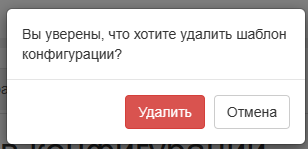 Вы уверены, что хотите удалить шаблон
конфигурации?
Удалить
Отмена